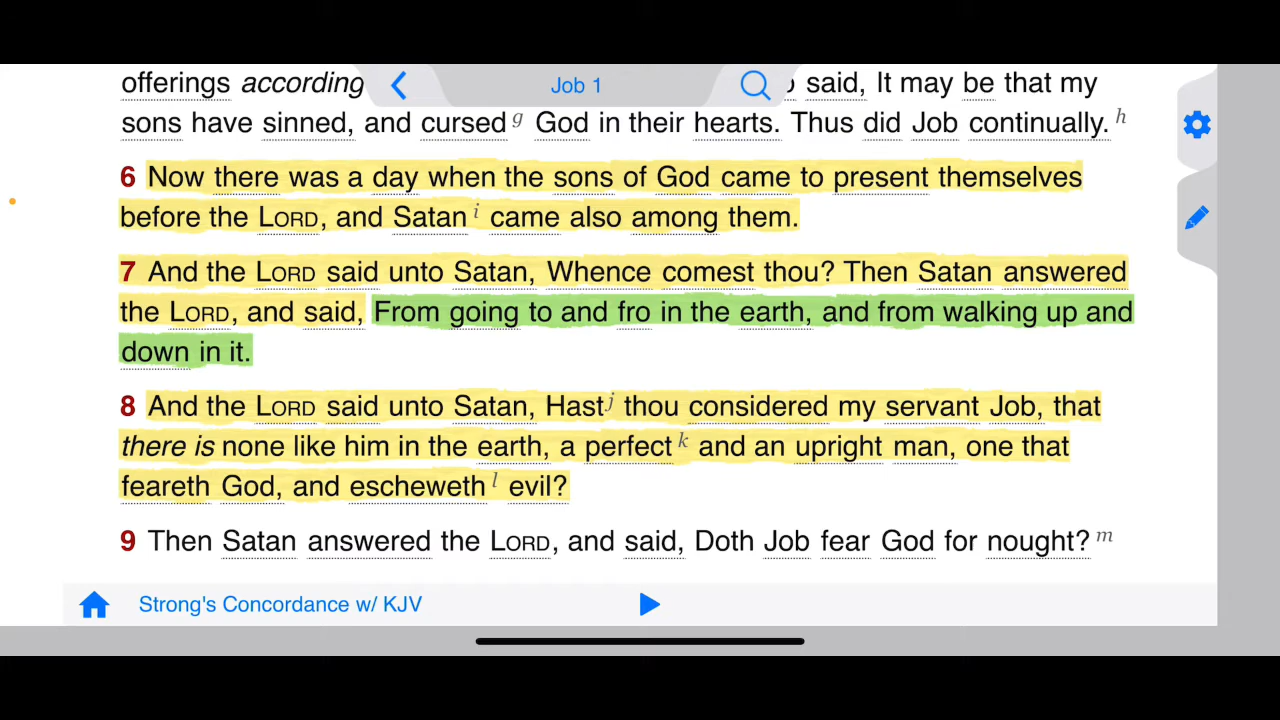 offerings according said, It may be that my
Job 1
sons have sinned, and cursed g God in their hearts. Thus did Job continually. h
6 Now there was a day when the sons of God came to present themselves
before the LORD, and Satan i came also among them.
7 And the LORD said unto Satan, Whence comest thou? Then Satan answered
the LORD, and said, From going to and fro in the earth, and from walking up and
down in it.
8 And the LORD said unto Satan, Hast j thou considered my servant Job, that
there is none like him in the earth, a perfect k and an upright man, one that
feareth God, and escheweth l evil?
9 Then Satan answered the LORD, and said, Doth Job fear God for nought? m
Strong's Concordance w/ KJV